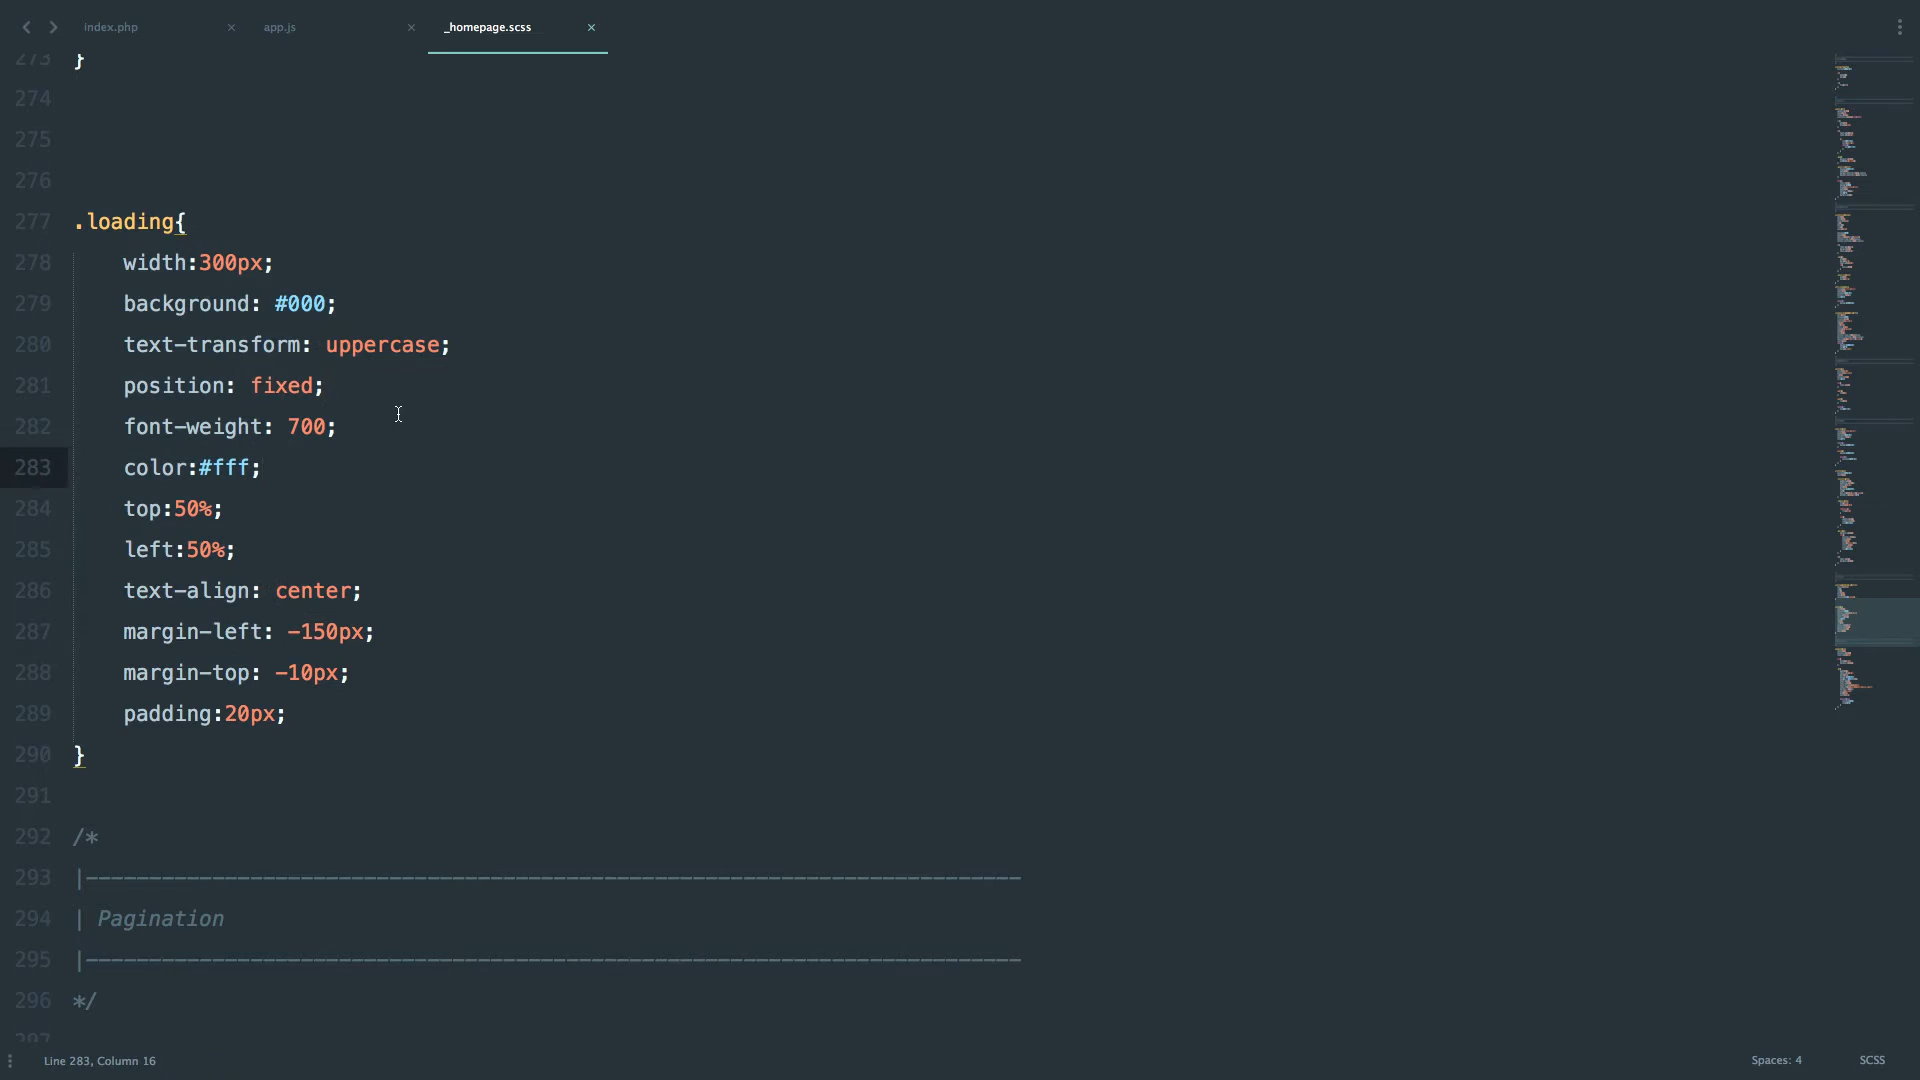 index.php × app.js × _homepage.scss ×
273 }
274
275
276
277 .loading{
278 width:300px;
279 background: #000;
280 text-transform: uppercase;
281 position: fixed;
282 font-weight: 700;
283 color:#fff;
284 top:50%;
285 left:50%;
286 text-align: center;
287 margin-left: -150px;
288 margin-top: -10px;
289 padding:20px;
290 }
291
292 /*
293 |---------------------------------------------------------------------------
294 | Pagination
295 |---------------------------------------------------------------------------
296 */
297
Line 283, Column 16 Spaces: 4 SCSS